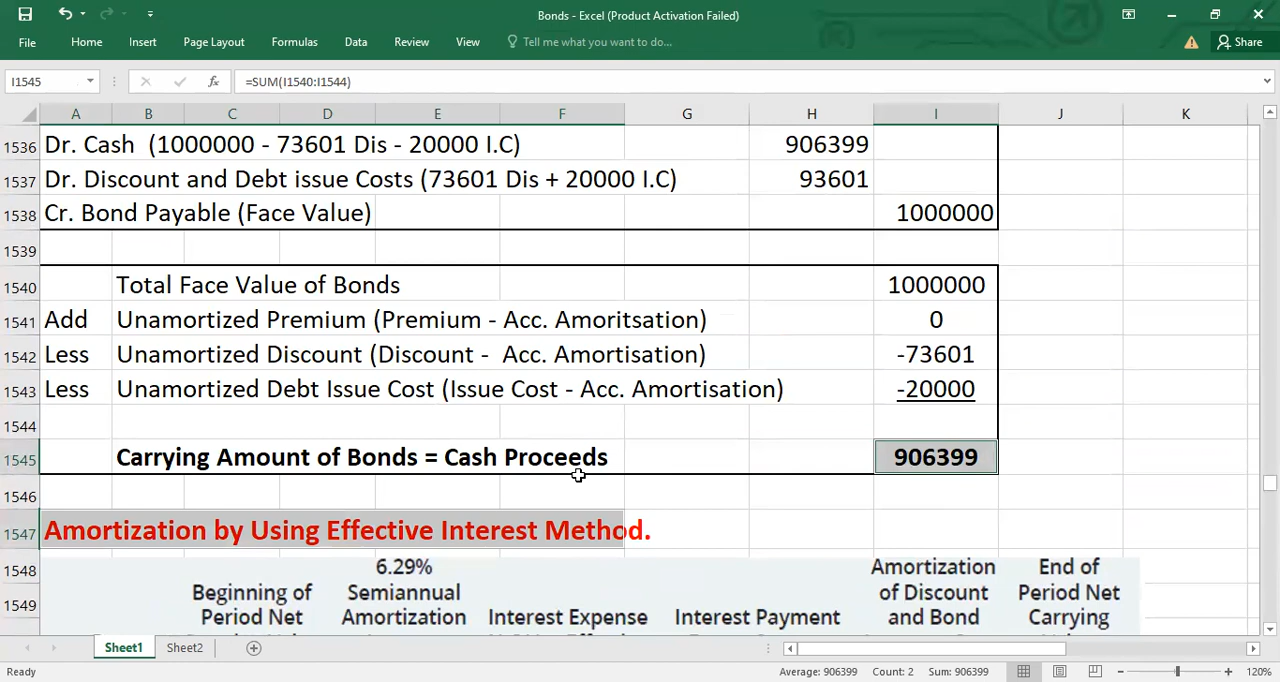 Bonds - Excel (Product Activation Failed)
File Home Insert Page Layout Formulas Data Review View Tell me what you want to do... Share
I1545 fx =SUM(I1540:I1544)
A B C D E F G H I J K
1536 Dr. Cash (1000000 - 73601 Dis - 20000 I.C) 906399
1537 Dr. Discount and Debt issue Costs (73601 Dis + 20000 I.C) 93601
1538 Cr. Bond Payable (Face Value) 1000000
1539
1540 Total Face Value of Bonds 1000000
1541 Add Unamortized Premium (Premium - Acc. Amoritsation) 0
1542 Less Unamortized Discount (Discount - Acc. Amortisation) -73601
1543 Less Unamortized Debt Issue Cost (Issue Cost - Acc. Amortisation) -20000
1544
1545 Carrying Amount of Bonds = Cash Proceeds 906399
1546
1547 Amortization by Using Effective Interest Method.
1548 6.29% Amortization End of
Beginning of Semiannual of Discount Period Net
1549 Period Net Amortization Interest Expense Interest Payment and Bond Carrying
Sheet1 Sheet2
Ready Average: 906399 Count: 2 Sum: 906399 120%